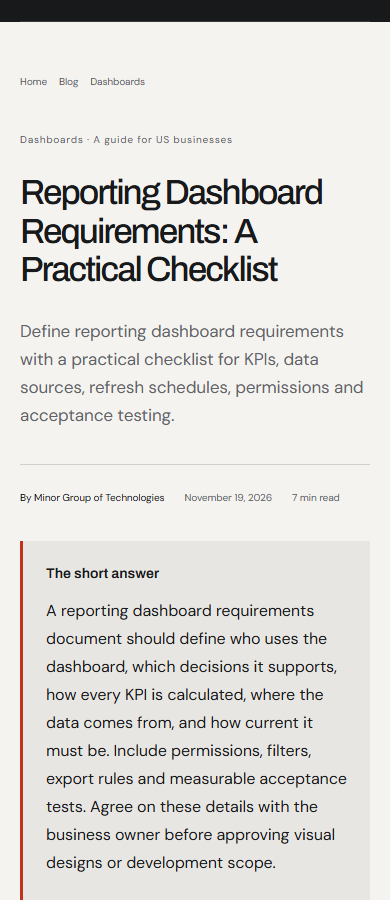 Home Blog Dashboards
Dashboards · A guide for US businesses
Reporting Dashboard
Requirements: A
Practical Checklist
Define reporting dashboard requirements
with a practical checklist for KPIs, data
sources, refresh schedules, permissions and
acceptance testing.
By Minor Group of Technologies November 19, 2026 7 min read
The short answer
A reporting dashboard requirements
document should define who uses the
dashboard, which decisions it supports,
how every KPI is calculated, where the
data comes from, and how current it
must be. Include permissions, filters,
export rules and measurable acceptance
tests. Agree on these details with the
business owner before approving visual
designs or development scope.